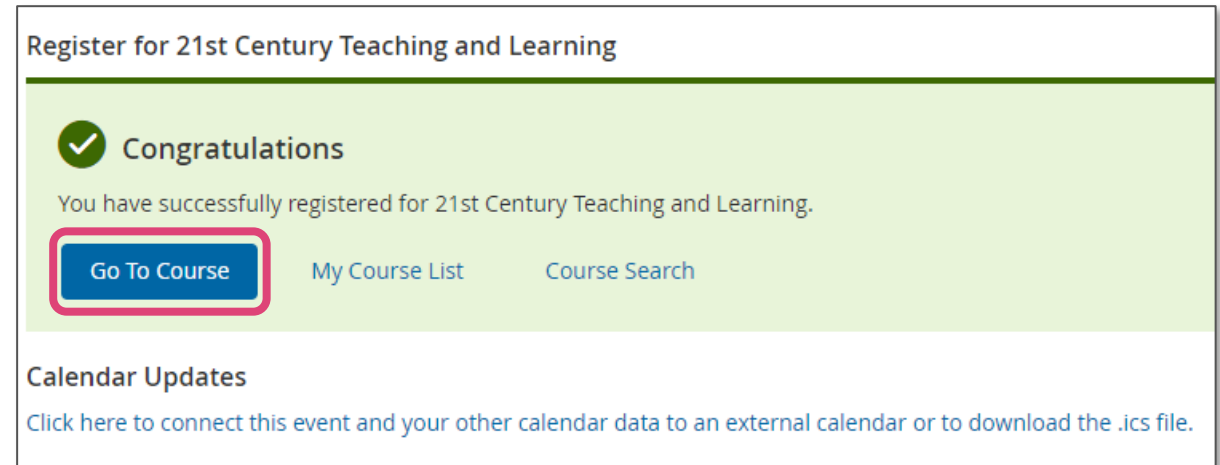 Register for 21st Century Teaching and Learning
Congratulations
You have successfully registered for 21st Century Teaching and Learning.
Go To Course My Course List Course Search
Calendar Updates
Click here to connect this event and your other calendar data to an external calendar or to download the .ics file.